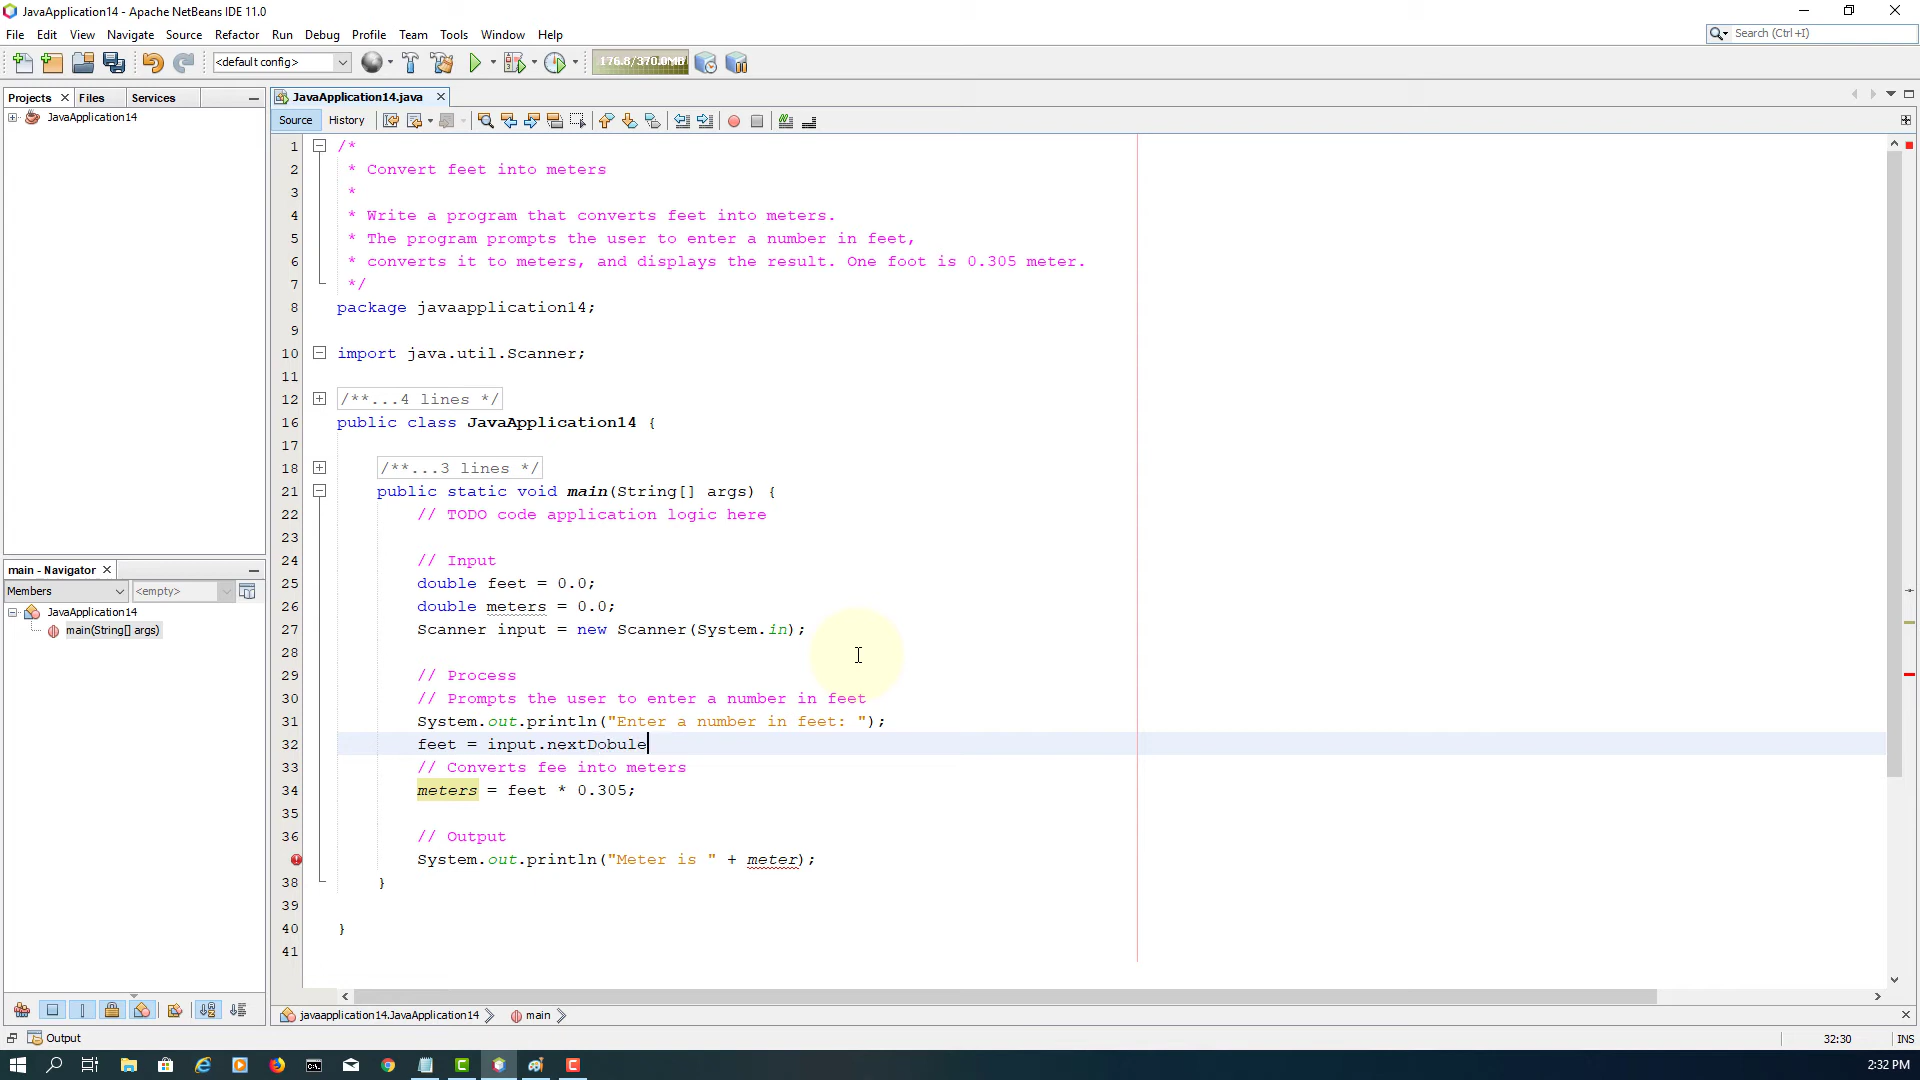 JavaApplication14 - Apache NetBeans IDE 11.0
File Edit View Navigate Source Refactor Run Debug Profile Team Tools Window Help
Search (Ctrl+I)
<default config>
176.8/370.0MB
Projects Files Services
JavaApplication14.java
JavaApplication14
Source History
1 /*
2 * Convert feet into meters
3 *
4 * Write a program that converts feet into meters.
5 * The program prompts the user to enter a number in feet,
6 * converts it to meters, and displays the result. One foot is 0.305 meter.
7 */
8 package javaapplication14;
9
10 import java.util.Scanner;
11
12 /**...4 lines */
16 public class JavaApplication14 {
17
18 /**...3 lines */
21 public static void main(String[] args) {
22 // TODO code application logic here
23
24 // Input
25 double feet = 0.0;
26 double meters = 0.0;
27 Scanner input = new Scanner(System.in);
28
29 // Process
30 // Prompts the user to enter a number in feet
31 System.out.println("Enter a number in feet: ");
32 feet = input.nextDobule
33 // Converts fee into meters
34 meters = feet * 0.305;
35
36 // Output
System.out.println("Meter is " + meter);
38 }
39
40 }
41
main - Navigator
Members <empty>
JavaApplication14
main(String[] args)
javaapplication14.JavaApplication14 main
Output
32:30 INS
2:32 PM